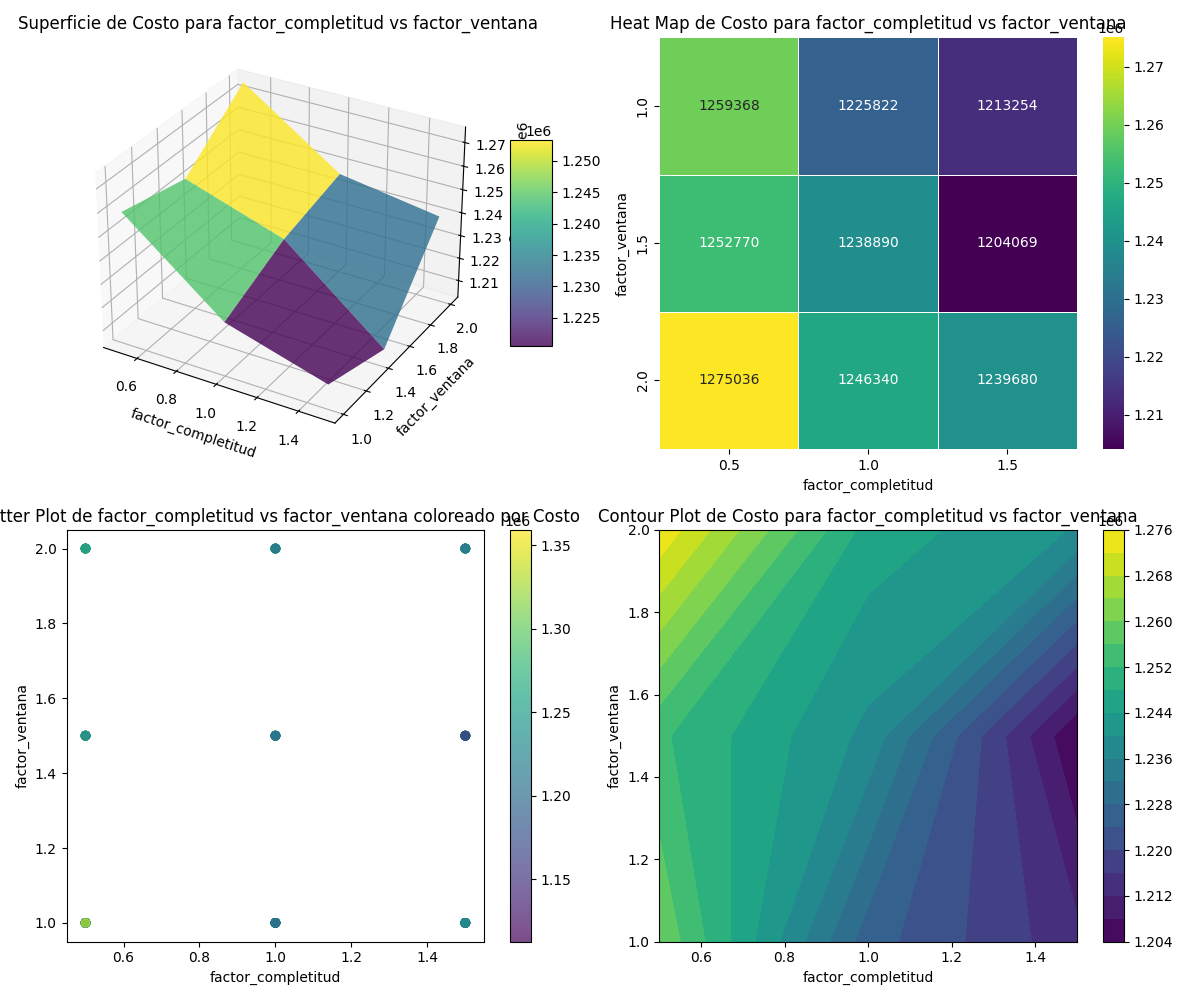 Superficie de Costo para factor_completitud vs factor_ventana
1e6
1.27
1.26
1.25
1.24
1.23
1.22
1.21
2.0
1.8
1.6
1.4
1.2
1.0
factor_ventana
0.6
0.8
1.0
1.2
1.4
factor_completitud
1.250
1.245
1.240
1.235
1.230
1.225
Heat Map de Costo para factor_completitud vs factor_ventana
1e6
1259368 1225822 1213254
1252770 1238890 1204069
1275036 1246340 1239680
1.0
1.5
2.0
factor_ventana
0.5 1.0 1.5
factor_completitud
1.27
1.26
1.25
1.24
1.23
1.22
1.21
tter Plot de factor_completitud vs factor_ventana coloreado por Costo
1e6
2.0
1.8
1.6
1.4
1.2
1.0
factor_ventana
0.6 0.8 1.0 1.2 1.4
factor_completitud
1.35
1.30
1.25
1.20
1.15
Contour Plot de Costo para factor_completitud vs factor_ventana
1e6
2.0
1.8
1.6
1.4
1.2
1.0
factor_ventana
0.6 0.8 1.0 1.2 1.4
factor_completitud
1.276
1.268
1.260
1.252
1.244
1.236
1.228
1.220
1.212
1.204